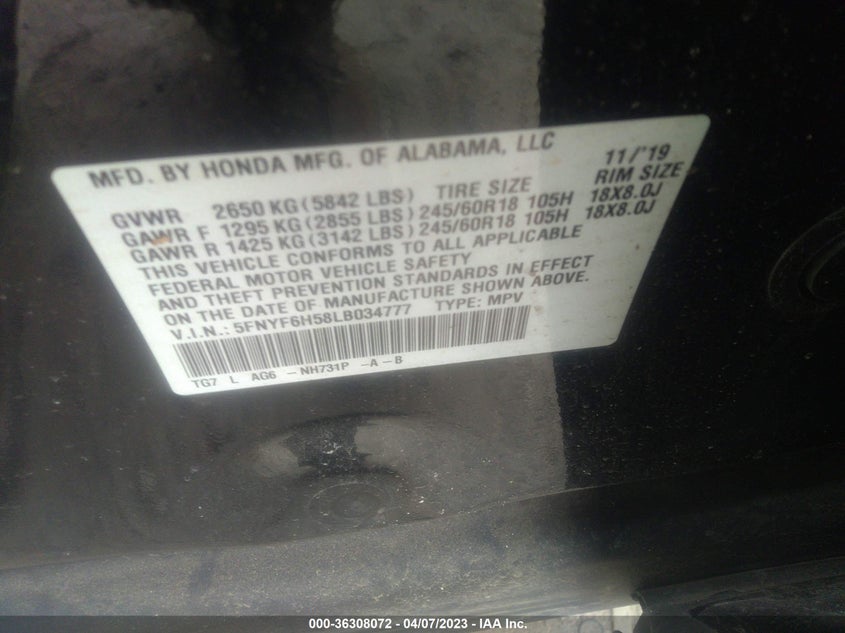 MFD. BY HONDA MFG. OF ALABAMA, LLC 11/'19
GVWR 2650 KG (5842 LBS) TIRE SIZE RIM SIZE
GAWR F 1295 KG (2855 LBS) 245/60R18 105H 18X8.0J
GAWR R 1425 KG (3142 LBS) 245/60R18 105H 18X8.0J
THIS VEHICLE CONFORMS TO ALL APPLICABLE
FEDERAL MOTOR VEHICLE SAFETY
AND THEFT PREVENTION STANDARDS IN EFFECT
ON THE DATE OF MANUFACTURE SHOWN ABOVE.
V.I.N.: 5FNYF6H58LB034777 TYPE: MPV
TG7 L AG6 -NH731P -A-B
000-36308072 - 04/07/2023 - IAA Inc.